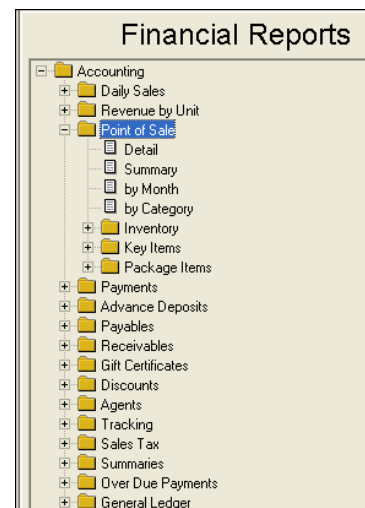 Financial Reports
Accounting
Daily Sales
Revenue by Unit
Point of Sale
Detail
Summary
by Month
by Category
Inventory
Key Items
Package Items
Payments
Advance Deposits
Payables
Receivables
Gift Certificates
Discounts
Agents
Tracking
Sales Tax
Summaries
Over Due Payments
General Ledger